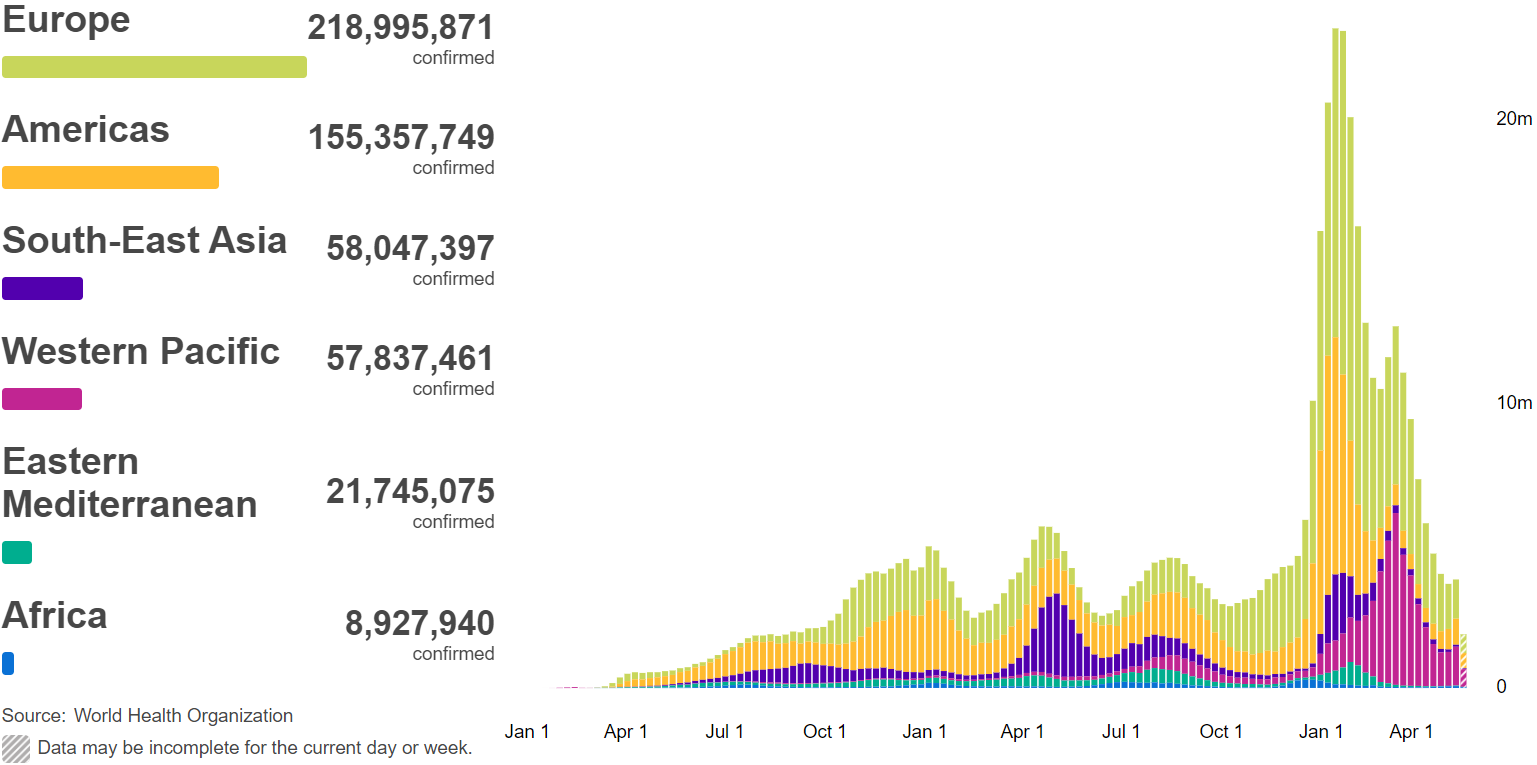 Europe
218,995,871
confirmed
Americas
155,357,749
confirmed
South-East Asia
58,047,397
confirmed
Western Pacific
57,837,461
confirmed
Eastern
Mediterranean
21,745,075
confirmed
Africa
8,927,940
confirmed
Source: World Health Organization
Data may be incomplete for the current day or week.
20m
10m
0
Jan 1 Apr 1 Jul 1 Oct 1 Jan 1 Apr 1 Jul 1 Oct 1 Jan 1 Apr 1